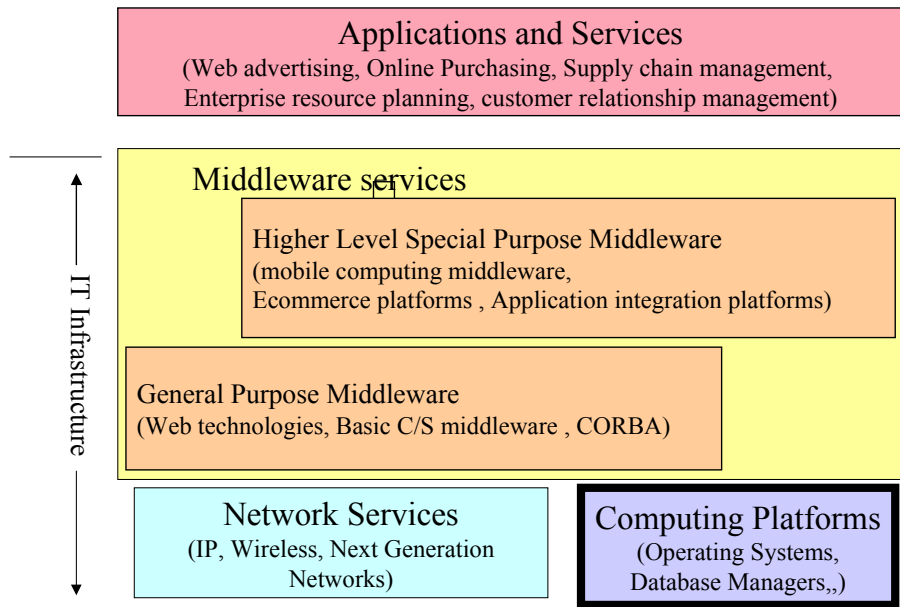 Applications and Services
(Web advertising, Online Purchasing, Supply chain management,
Enterprise resource planning, customer relationship management)
Middleware services
Higher Level Special Purpose Middleware
(mobile computing middleware,
Ecommerce platforms , Application integration platforms)
IT Infrastructure
General Purpose Middleware
(Web technologies, Basic C/S middleware , CORBA)
Network Services
(IP, Wireless, Next Generation
Networks)
Computing Platforms
(Operating Systems,
Database Managers,,)